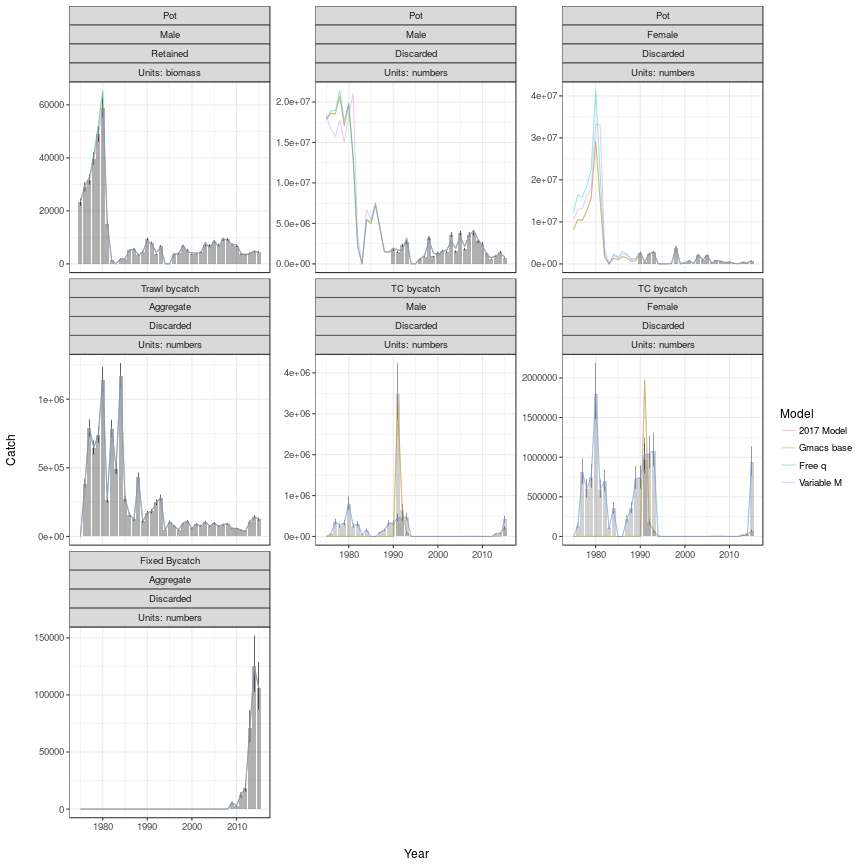 Pot
Male
Retained
Units: biomass
60000
40000
20000
0
Pot
Male
Discarded
Units: numbers
2.0e+07
1.5e+07
1.0e+07
5.0e+06
0.0e+00
Pot
Female
Discarded
Units: numbers
4e+07
3e+07
2e+07
1e+07
0e+00
Trawl bycatch
Aggregate
Discarded
Units: numbers
1e+06
5e+05
0e+00
TC bycatch
Male
Discarded
Units: numbers
4e+06
3e+06
2e+06
1e+06
0e+00
1980 1990 2000 2010
TC bycatch
Female
Discarded
Units: numbers
2000000
1500000
1000000
500000
0
1980 1990 2000 2010
Fixed Bycatch
Aggregate
Discarded
Units: numbers
150000
100000
50000
0
1980 1990 2000 2010
Catch
Year
Model
2017 Model
Gmacs base
Free q
Variable M